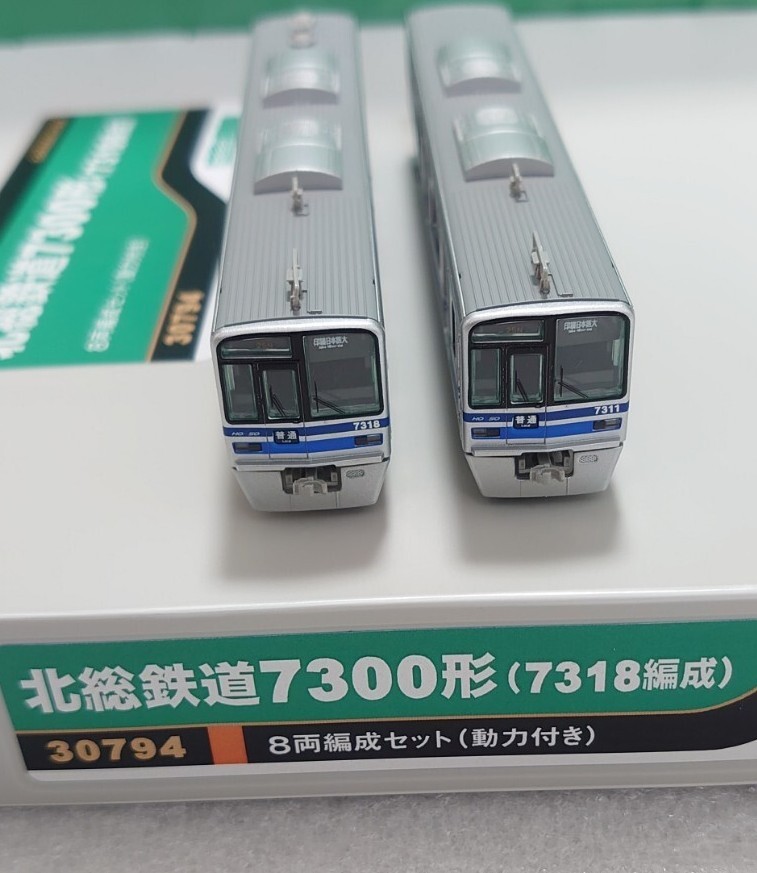 30794
印旛日本医大
印旛日本医大
7318
7311
普通
普通
北総鉄道7300形(7318編成)
30794
8両編成セット(動力付き)